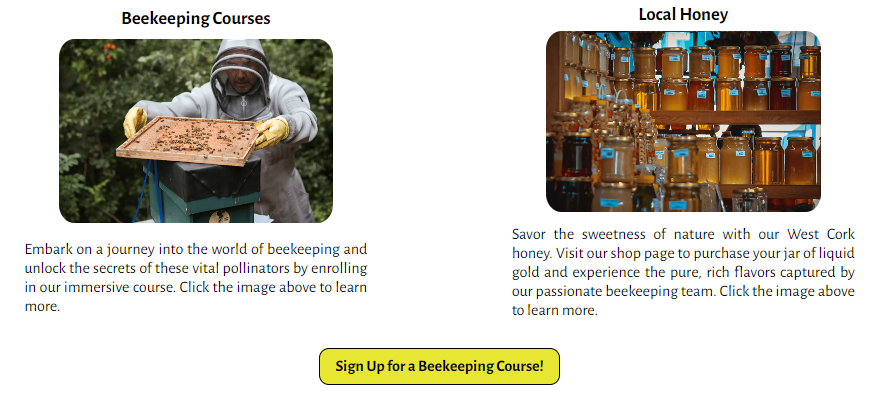 Beekeeping Courses
Embark on a journey into the world of beekeeping and
unlock the secrets of these vital pollinators by enrolling
in our immersive course. Click the image above to learn
more.
Local Honey
Savor the sweetness of nature with our West Cork
honey. Visit our shop page to purchase your jar of liquid
gold and experience the pure, rich flavors captured by
our passionate beekeeping team. Click the image above
to learn more.
Sign Up for a Beekeeping Course!